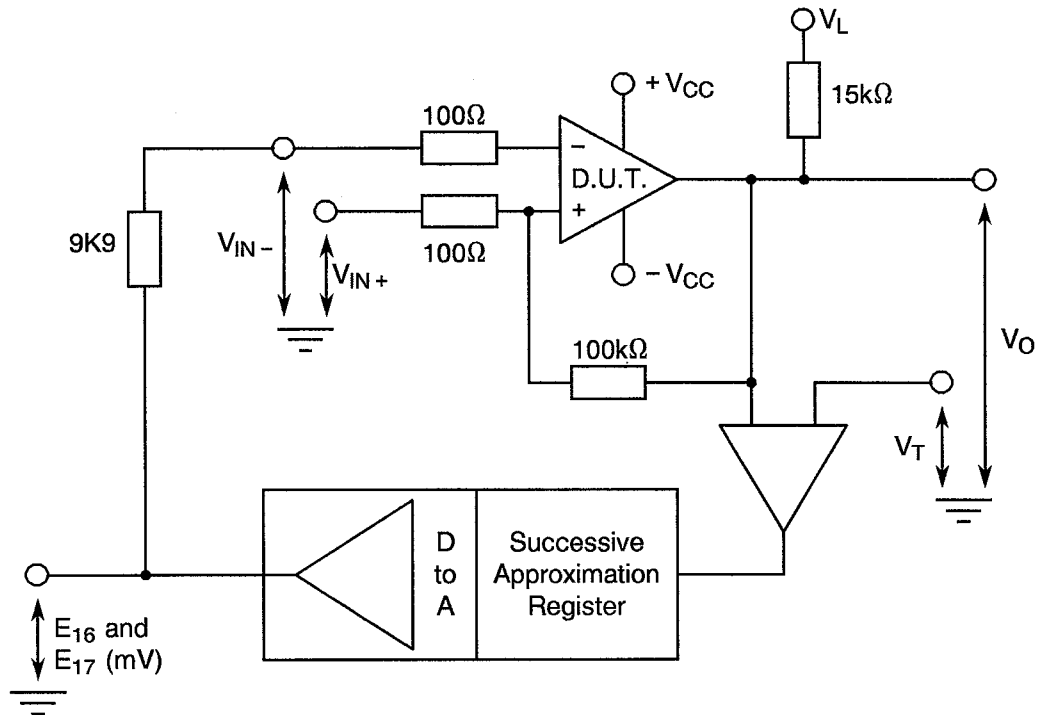 V_L
+ V_CC
15kΩ
100Ω
−
D.U.T.
+
100Ω
− V_CC
9K9
V_IN −
V_IN +
100kΩ
V_O
V_T
D
to
A
Successive
Approximation
Register
E_16 and
E_17 (mV)